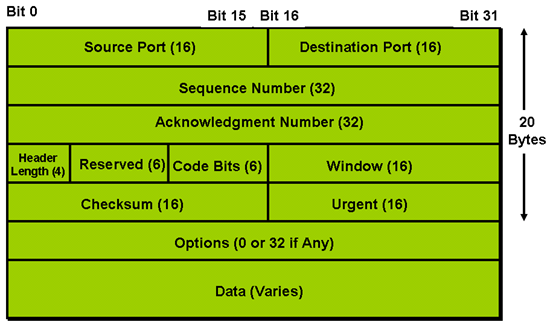 Bit 0 Bit 15 Bit 16 Bit 31
Source Port (16) Destination Port (16)
Sequence Number (32)
20
Bytes
Acknowledgment Number (32)
Header
Length (4) Reserved (6) Code Bits (6) Window (16)
Checksum (16) Urgent (16)
Options (0 or 32 if Any)
Data (Varies)